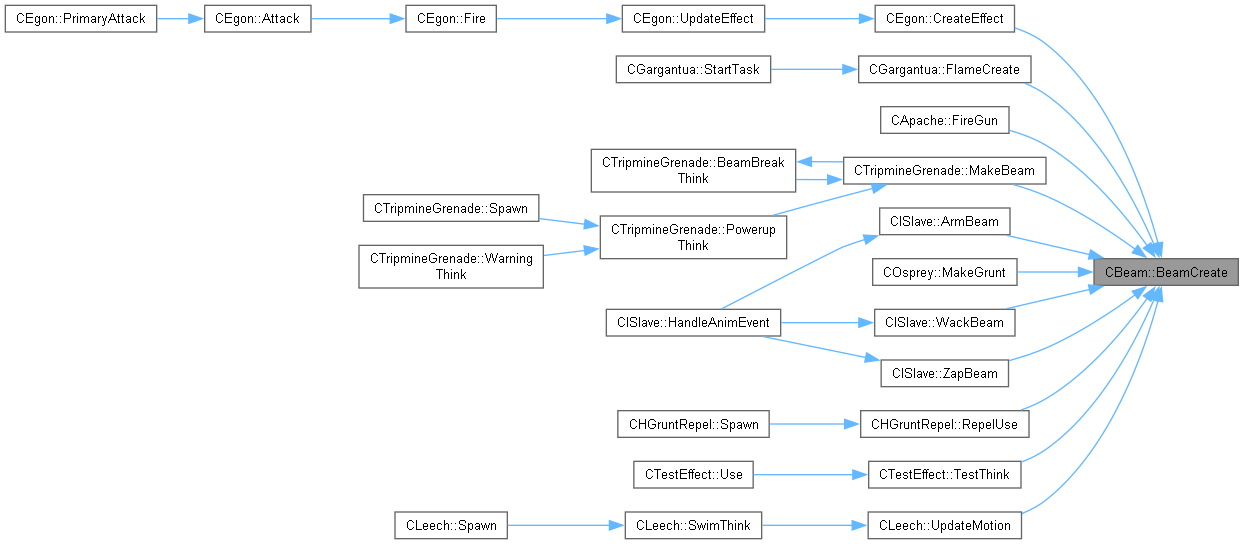 CEgon::PrimaryAttack
CEgon::Attack
CEgon::Fire
CEgon::UpdateEffect
CEgon::CreateEffect
CGargantua::StartTask
CGargantua::FlameCreate
CApache::FireGun
CTripmineGrenade::BeamBreak
Think
CTripmineGrenade::MakeBeam
CTripmineGrenade::Spawn
CTripmineGrenade::Powerup
Think
CTripmineGrenade::Warning
Think
CISlave::ArmBeam
COsprey::MakeGrunt
CBeam::BeamCreate
CISlave::HandleAnimEvent
CISlave::WackBeam
CISlave::ZapBeam
CHGruntRepel::Spawn
CHGruntRepel::RepelUse
CTestEffect::Use
CTestEffect::TestThink
CLeech::Spawn
CLeech::SwimThink
CLeech::UpdateMotion